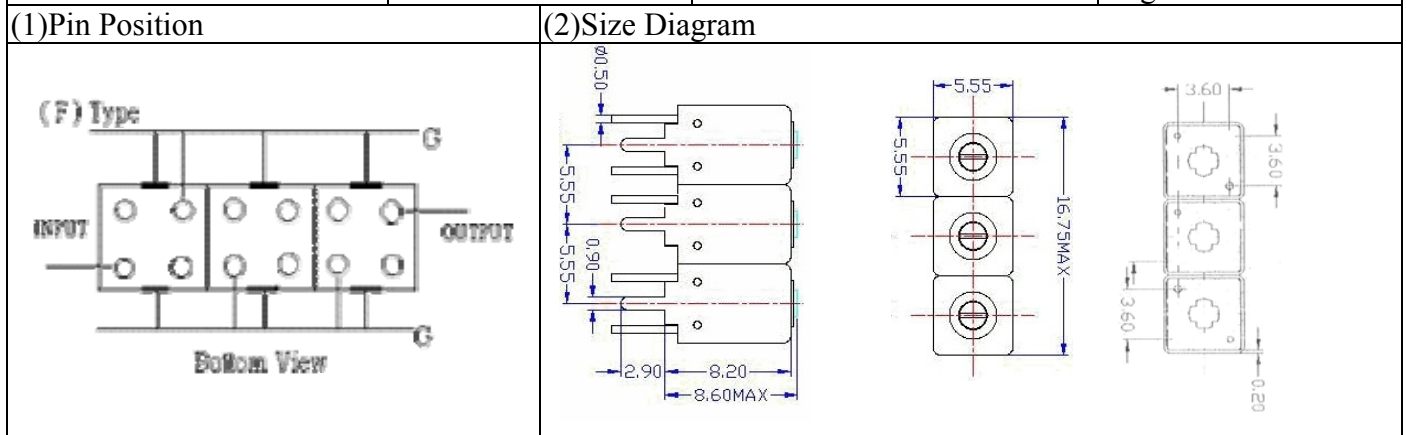 (1)Pin Position
(2)Size Diagram
(F) Type
G
INPUT
OUTPUT
G
Bottom View
ø0.50
5.55
5.55
0.90
2.90
8.20
8.60MAX
5.55
5.55
16.75MAX
3.60
3.60
3.60
0.20